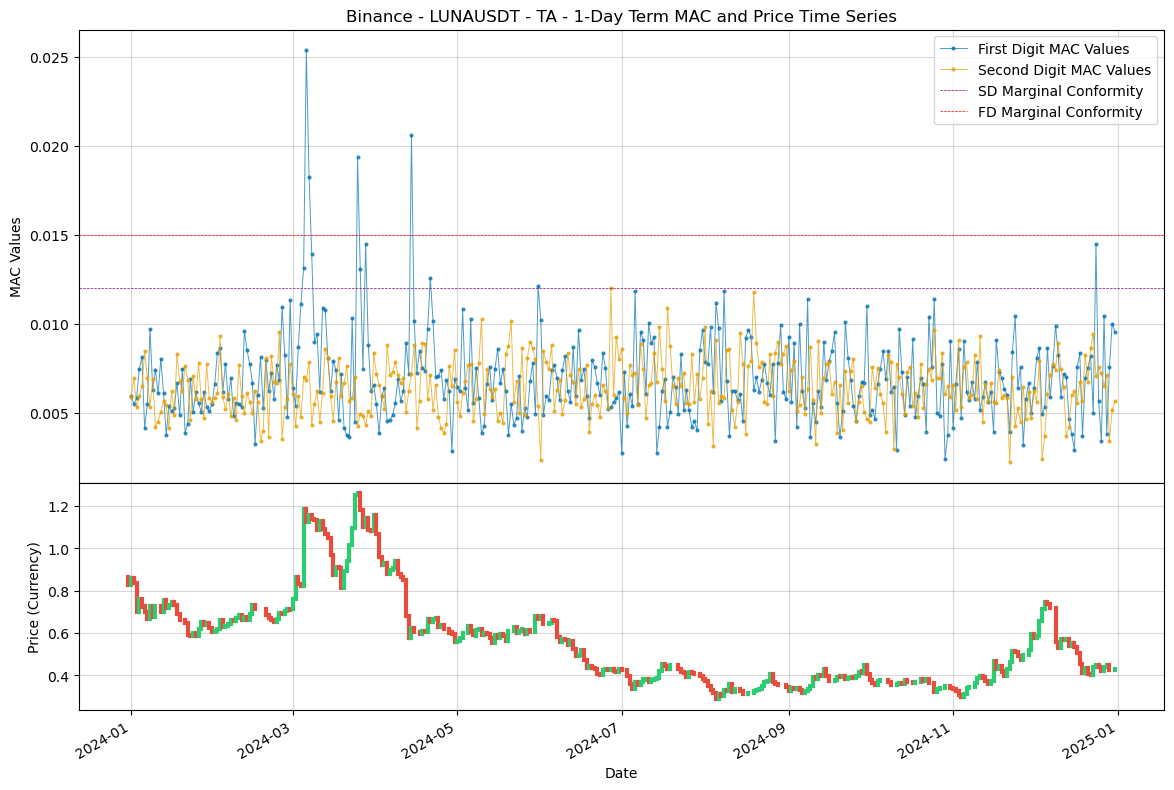 Binance - LUNAUSDT - TA - 1-Day Term MAC and Price Time Series
First Digit MAC Values
Second Digit MAC Values
SD Marginal Conformity
FD Marginal Conformity
MAC Values
0.025
0.020
0.015
0.010
0.005
Price (Currency)
1.2
1.0
0.8
0.6
0.4
2024-01
2024-03
2024-05
2024-07
2024-09
2024-11
2025-01
Date